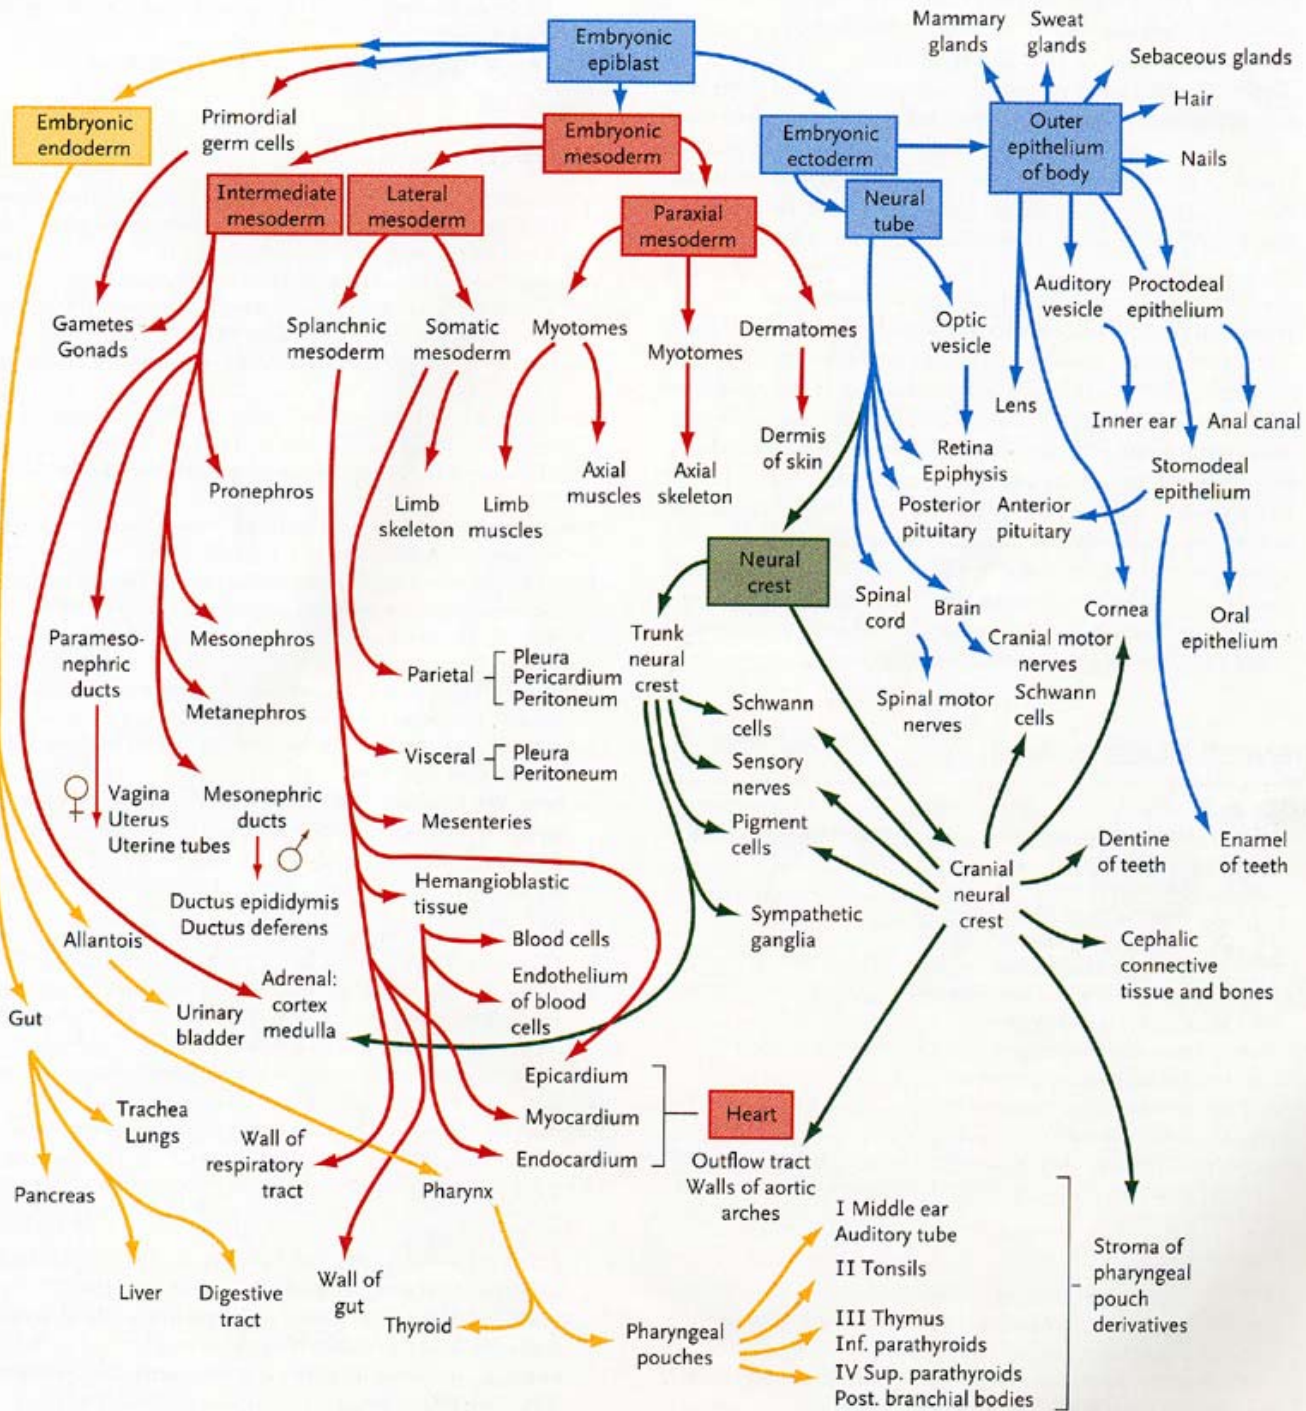 Mammary
glands
Sweat
glands
Sebaceous glands
Hair
Nails
Embryonic
epiblast
Embryonic
endoderm
Primordial
germ cells
Embryonic
mesoderm
Embryonic
ectoderm
Outer
epithelium
of body
Intermediate
mesoderm
Lateral
mesoderm
Paraxial
mesoderm
Neural
tube
Gametes
Gonads
Splanchnic
mesoderm
Somatic
mesoderm
Myotomes
Myotomes
Dermatomes
Optic
vesicle
Auditory
vesicle
Proctodeal
epithelium
Lens
Inner ear
Anal canal
Pronephros
Limb
skeleton
Limb
muscles
Axial
muscles
Axial
skeleton
Dermis
of skin
Retina
Epiphysis
Posterior
pituitary
Anterior
pituitary
Stomodeal
epithelium
Neural
crest
Spinal
cord
Brain
Cornea
Oral
epithelium
Parameso-
nephric
ducts
Mesonephros
Metanephros
Parietal
Pleura
Pericardium
Peritoneum
Trunk
neural
crest
Cranial motor
nerves
Schwann
cells
Spinal motor
nerves
Schwann
cells
Visceral
Pleura
Peritoneum
Sensory
nerves
♀
Vagina
Uterus
Uterine tubes
Mesonephric
ducts
♂
Mesenteries
Pigment
cells
Dentine
of teeth
Enamel
of teeth
Ductus epididymis
Ductus deferens
Hemangioblastic
tissue
Cranial
neural
crest
Sympathetic
ganglia
Allantois
Blood cells
Cephalic
connective
tissue and bones
Gut
Urinary
bladder
Adrenal:
cortex
medulla
Endothelium
of blood
cells
Epicardium
Myocardium
Endocardium
Heart
Trachea
Lungs
Wall of
respiratory
tract
Outflow tract
Walls of aortic
arches
Pancreas
Pharynx
I Middle ear
Auditory tube
II Tonsils
III Thymus
Inf. parathyroids
IV Sup. parathyroids
Post. branchial bodies
Stroma of
pharyngeal
pouch
derivatives
Liver
Digestive
tract
Wall of
gut
Thyroid
Pharyngeal
pouches